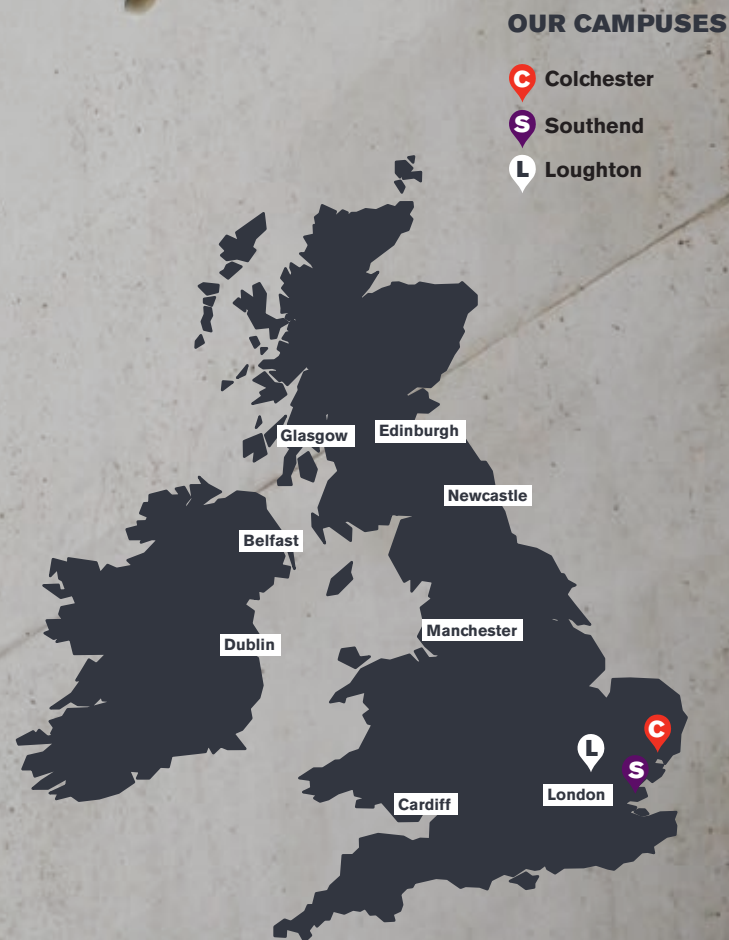 OUR CAMPUSES
C Colchester
S Southend
L Loughton
Glasgow
Edinburgh
Newcastle
Belfast
Manchester
Dublin
C
L
S
London
Cardiff